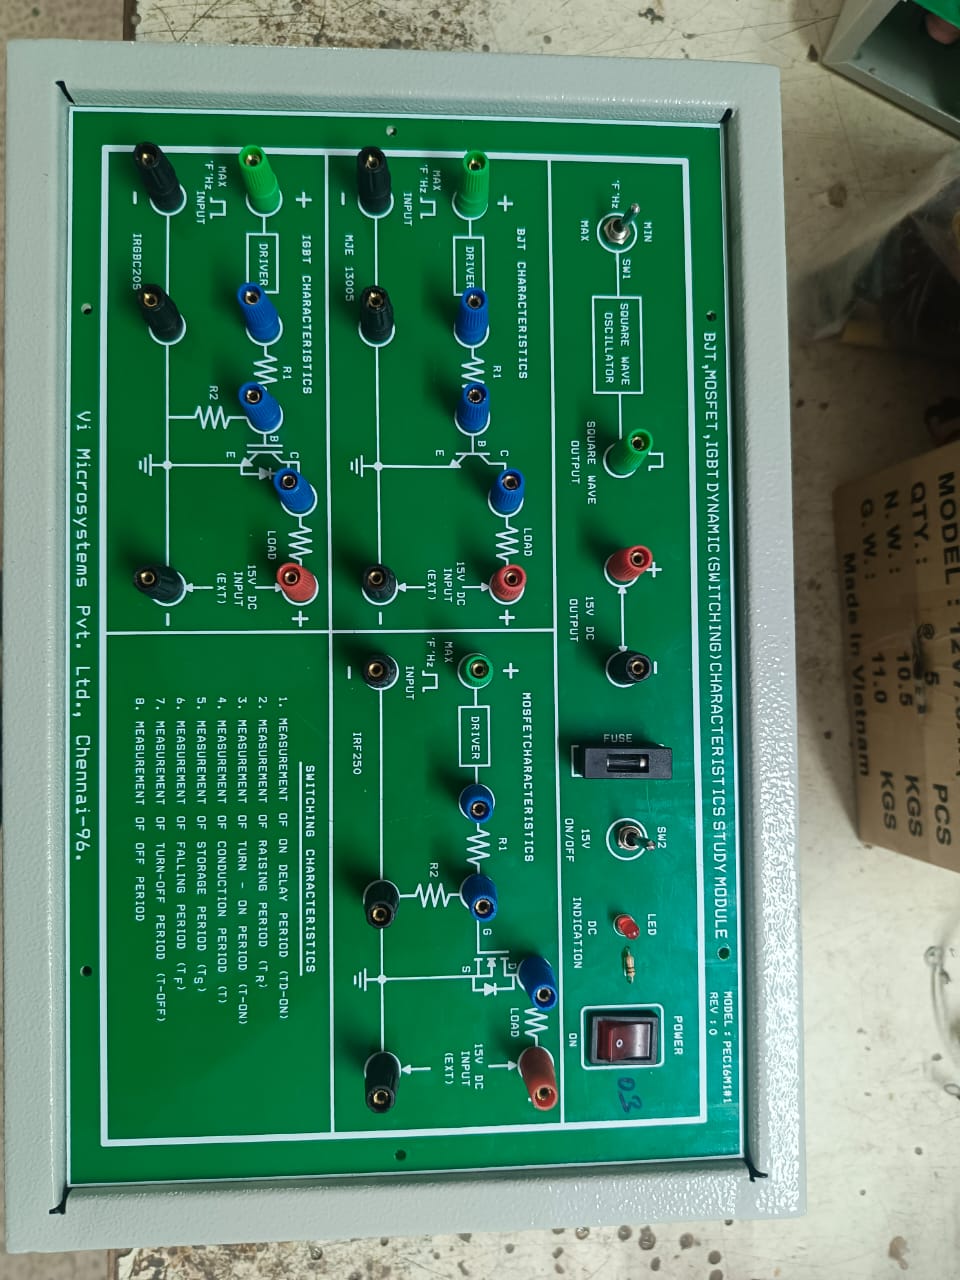 BJT,MOSFET,IGBT DYNAMIC(SWITCHING)CHARACTERISTICS STUDY MODULE
MODEL : PEC16M1#1
REV : 0
MIN
'F'Hz
MAX
SW1
SQUARE WAVE
OSCILLATOR
SQUARE WAVE
OUTPUT
+
15V DC
OUTPUT
-
FUSE
SW2
15V
ON/OFF
LED
DC
INDICATION
POWER
ON
03
BJT CHARACTERISTICS
+
MAX
'F'Hz
INPUT
-
DRIVER
MJE 13005
R1
B
C
E
LOAD
15V DC
INPUT
(EXT)
+
-
MOSFETCHARACTERISTICS
+
MAX
'F'Hz
INPUT
-
DRIVER
IRF250
R1
R2
G
D
S
LOAD
15V DC
INPUT
(EXT)
IGBT CHARACTERISTICS
+
MAX
'F'Hz
INPUT
-
DRIVER
IRGBC20S
R1
R2
B
C
E
LOAD
15V DC
INPUT
(EXT)
+
-
SWITCHING CHARACTERISTICS
1. MEASUREMENT OF ON DELAY PERIOD (TD-ON)
2. MEASUREMENT OF RAISING PERIOD (TR)
3. MEASUREMENT OF TURN - ON PERIOD (T-ON)
4. MEASUREMENT OF CONDUCTION PERIOD (T)
5. MEASUREMENT OF STORAGE PERIOD (TS)
6. MEASUREMENT OF FALLING PERIOD (TF)
7. MEASUREMENT OF TURN-OFF PERIOD (T-OFF)
8. MEASUREMENT OF OFF PERIOD
Vi Microsystems Pvt. Ltd., Chennai-96.
MODEL :
QTY. : 5 PCS
N.W. : 10.5 KGS
G.W. : 11.0 KGS
Made in Vietnam